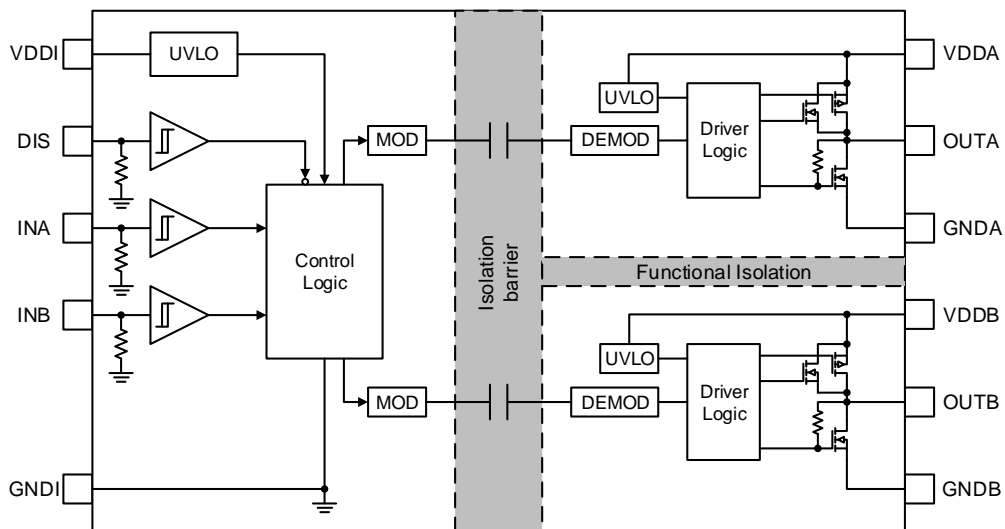 VDDI
UVLO
DIS
INA
INB
GNDI
Control
Logic
MOD
MOD
Isolation
barrier
Functional Isolation
UVLO
DEMOD
Driver
Logic
VDDA
OUTA
GNDA
UVLO
DEMOD
Driver
Logic
VDDB
OUTB
GNDB